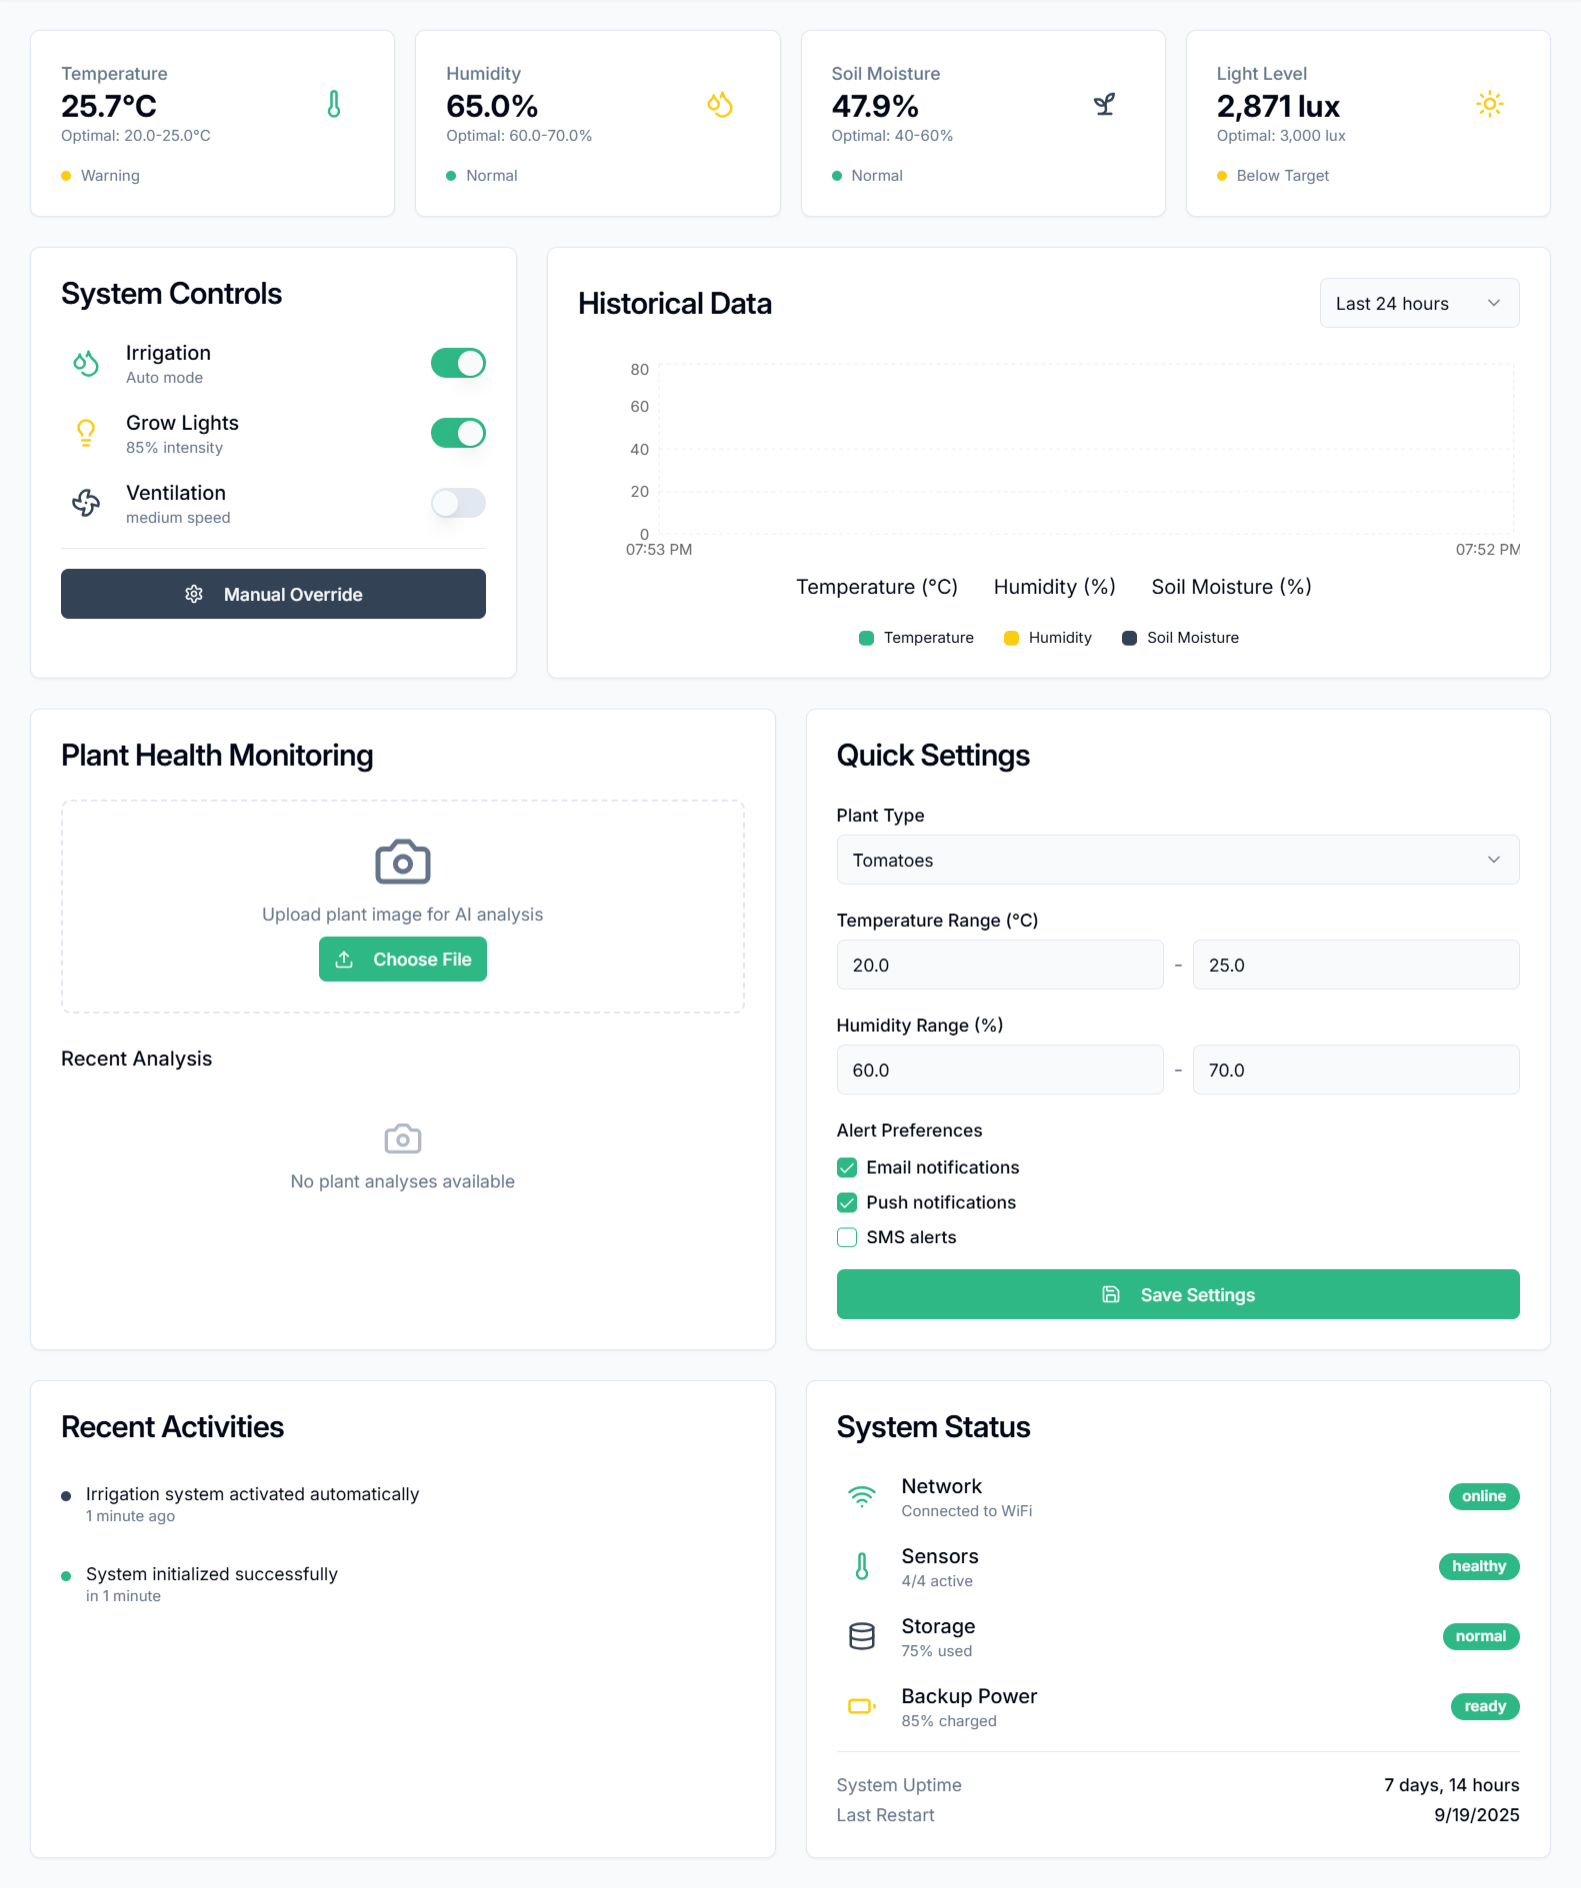 Temperature
25.7°C
Optimal: 20.0-25.0°C
Warning
Humidity
65.0%
Optimal: 60.0-70.0%
Normal
Soil Moisture
47.9%
Optimal: 40-60%
Normal
Light Level
2,871 lux
Optimal: 3,000 lux
Below Target
System Controls
Irrigation
Auto mode
Grow Lights
85% intensity
Ventilation
medium speed
Manual Override
Historical Data
Last 24 hours
80
60
40
20
0
07:53 PM
07:52 PM
Temperature (°C) Humidity (%) Soil Moisture (%)
Temperature Humidity Soil Moisture
Plant Health Monitoring
Upload plant image for AI analysis
Choose File
Recent Analysis
No plant analyses available
Quick Settings
Plant Type
Tomatoes
Temperature Range (°C)
20.0 - 25.0
Humidity Range (%)
60.0 - 70.0
Alert Preferences
Email notifications
Push notifications
SMS alerts
Save Settings
Recent Activities
Irrigation system activated automatically
1 minute ago
System initialized successfully
in 1 minute
System Status
Network
Connected to WiFi
online
Sensors
4/4 active
healthy
Storage
75% used
normal
Backup Power
85% charged
ready
System Uptime 7 days, 14 hours
Last Restart 9/19/2025